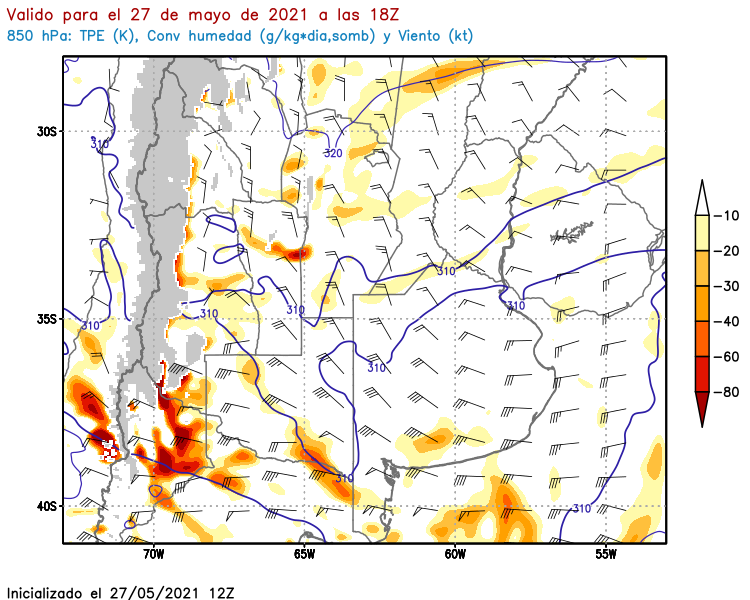 Valido para el 27 de mayo de 2021 a las 18Z
850 hPa: TPE (K), Conv humedad (g/kg*dia,somb) y Viento (kt)
30S
310
320
310
310
310
310
310
35S
310
310
310
40S
70W
65W
60W
55W
-10
-20
-30
-40
-60
-80
Inicializado el 27/05/2021 12Z